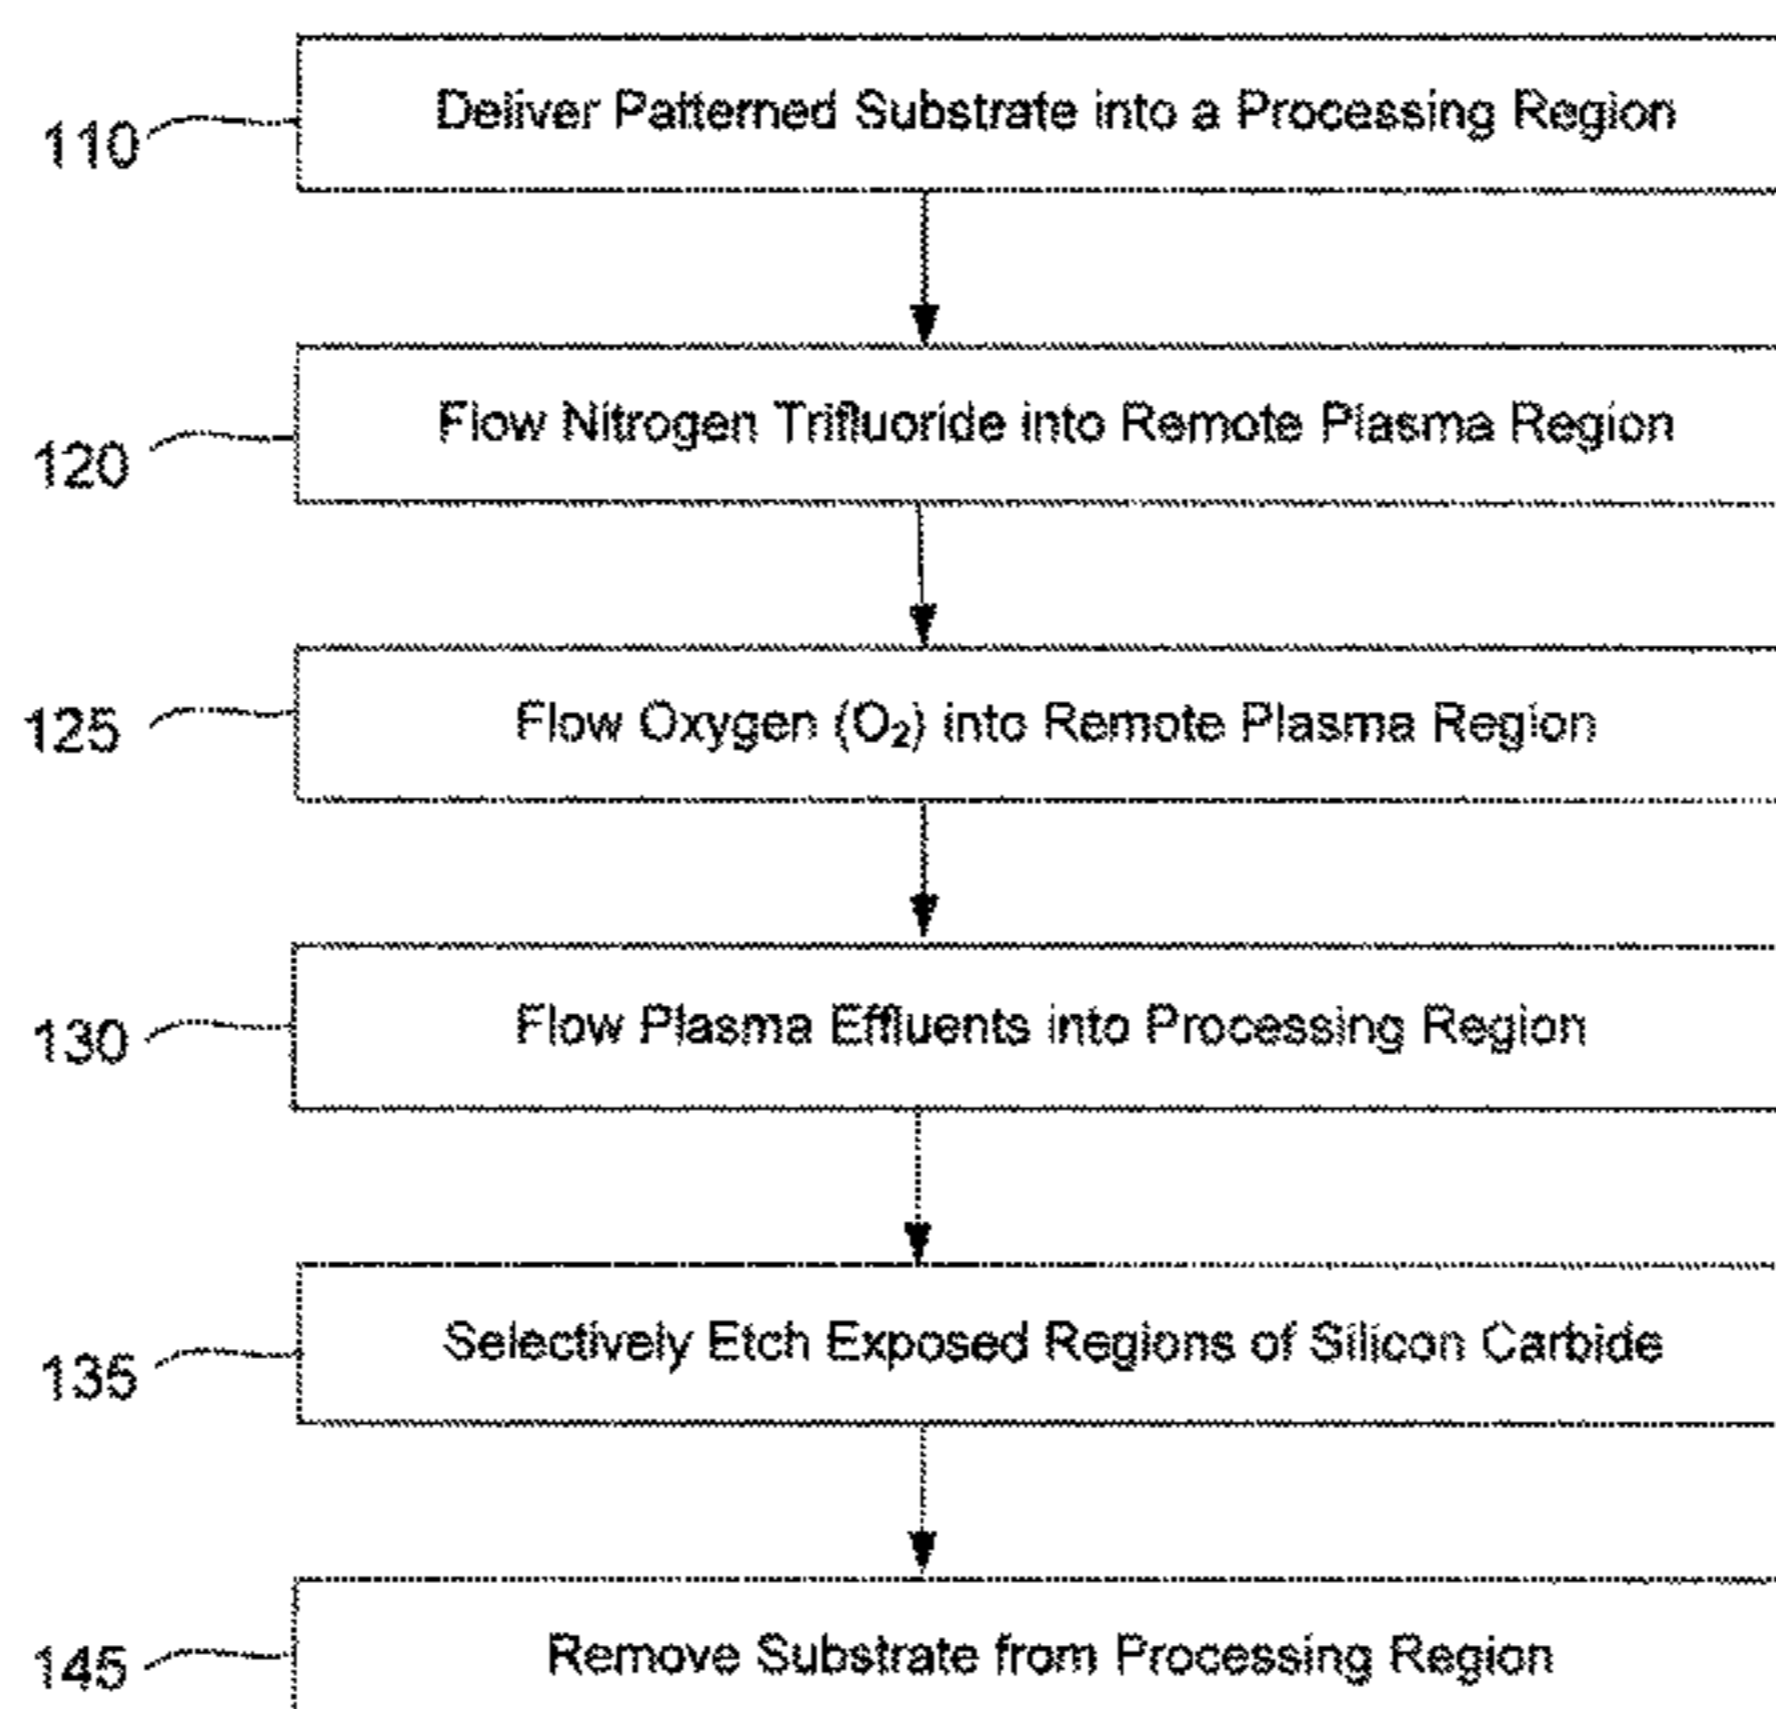 110 Deliver Patterned Substrate into a Processing Region
120 Flow Nitrogen Trifluoride into Remote Plasma Region
125 Flow Oxygen (O₂) into Remote Plasma Region
130 Flow Plasma Effluents into Processing Region
135 Selectively Etch Exposed Regions of Silicon Carbide
145 Remove Substrate from Processing Region